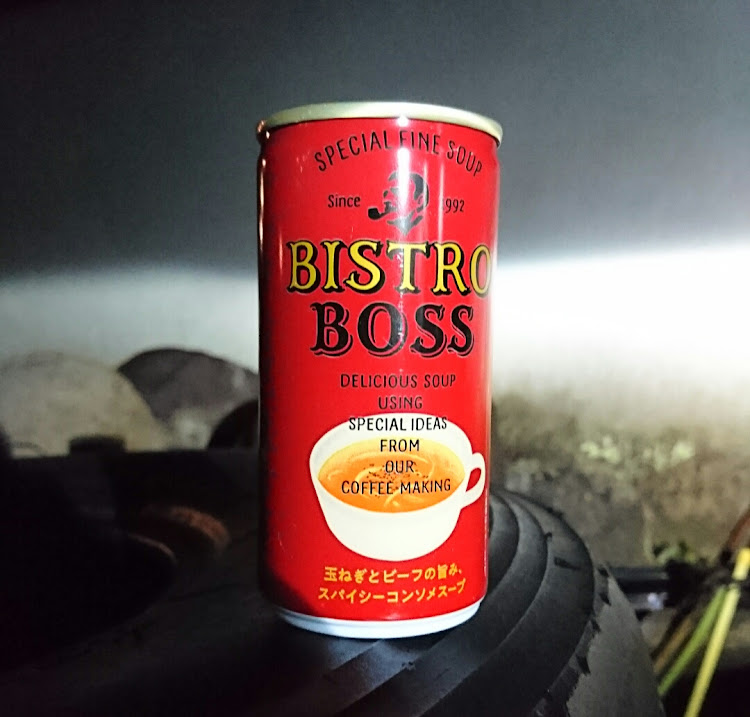 SPECIAL FINE SOUP
Since 1992
BISTRO
BOSS
DELICIOUS SOUP
USING
SPECIAL IDEAS
FROM
OUR
COFFEE-MAKING
玉ねぎとビーフの旨み、
スパイシーコンソメスープ